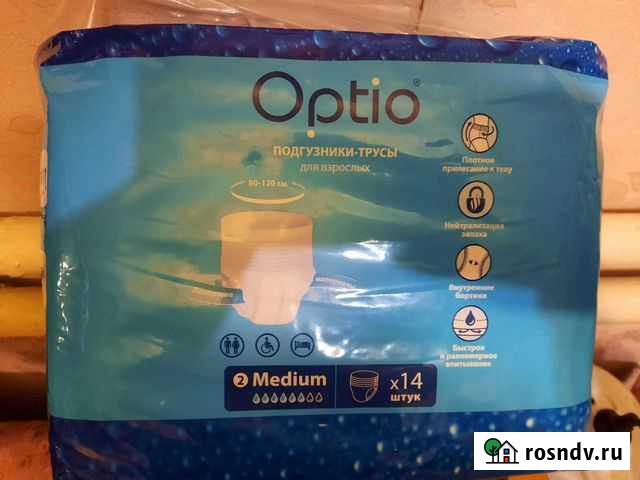 Optio®
ПОДГУЗНИКИ-ТРУСЫ
для взрослых
80-120 см
Плотное
прилегание к телу
Нейтрализация
запаха
Внутренние
бортики
Быстрое
и равномерное
впитывание
2 Medium
x14
штук
rosndv.ru